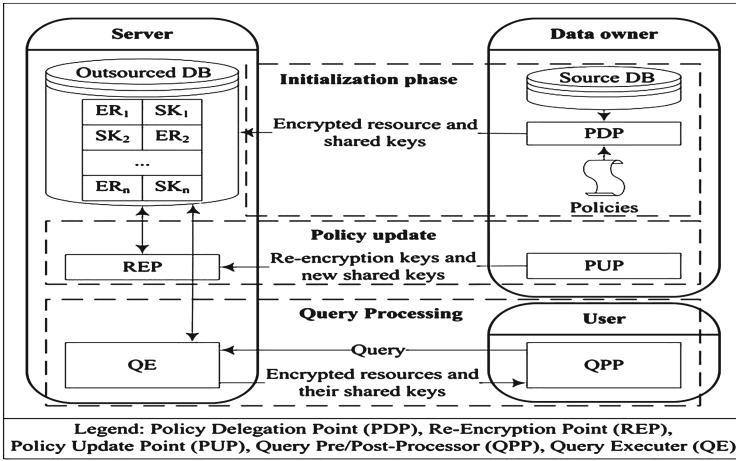 Server
Data owner
Outsourced DB
Initialization phase
Source DB
ER1 SK1
SK2 ER2
...
ERn SKn
Encrypted resource and
shared keys
PDP
Policies
Policy update
REP
Re-encryption keys and
new shared keys
PUP
Query Processing
User
QE
Query
Encrypted resources and
their shared keys
QPP
Legend: Policy Delegation Point (PDP), Re-Encryption Point (REP),
Policy Update Point (PUP), Query Pre/Post-Processor (QPP), Query Executer (QE)